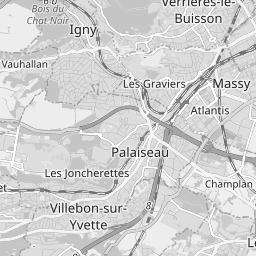 Verrières-le-
Buisson
Bois du
Chat Noir
Igny
Vauhallan
Les Graviers
Massy
Atlantis
Palaiseau
Les Joncherettes
Champlan
Villebon-sur-
Yvette
8